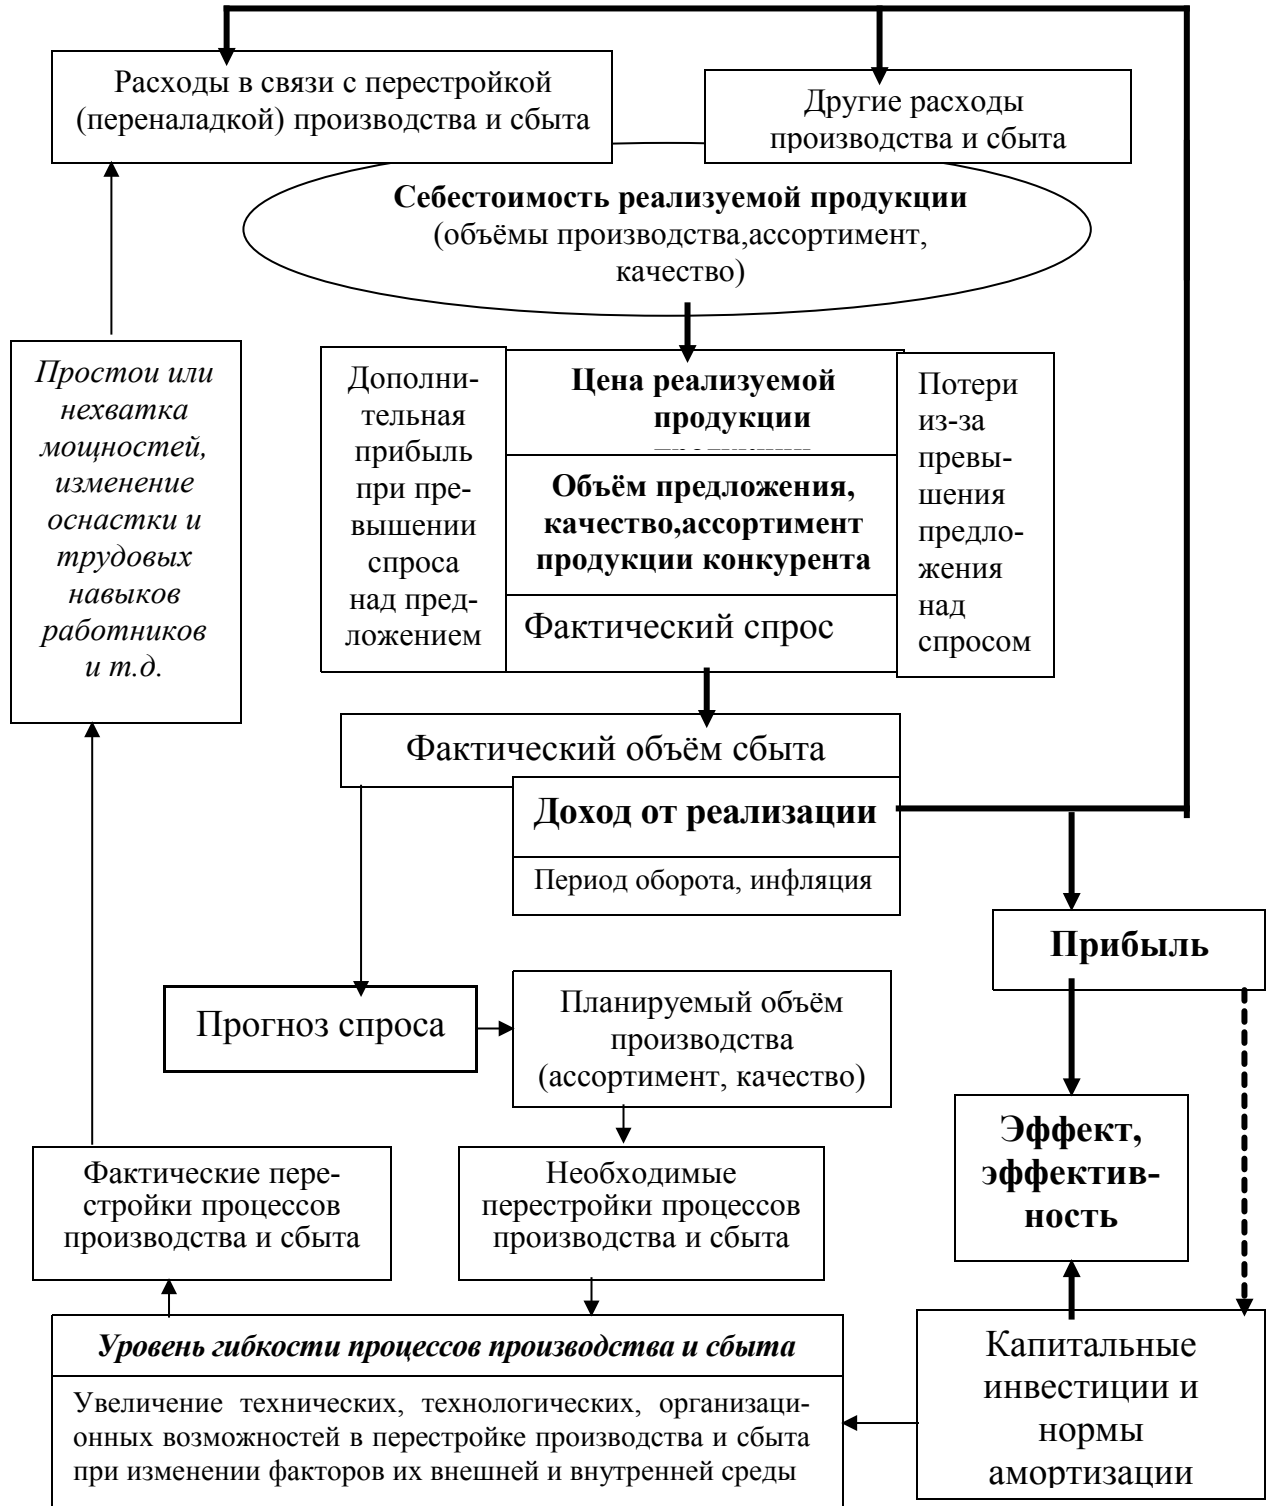 Расходы в связи с перестройкой
(переналадкой) производства и сбыта
Другие расходы
производства и сбыта
Себестоимость реализуемой продукции
(объёмы производства,ассортимент,
качество)
Простои или
нехватка
мощностей,
изменение
оснастки и
трудовых
навыков
работников
и т.д.
Дополни-
тельная
прибыль
при пре-
вышении
спроса
над пред-
ложением
Цена реализуемой
продукции
Объём предложения,
качество,ассортимент
продукции конкурента
Фактический спрос
Потери
из-за
превы-
шения
предло-
жения
над
спросом
Фактический объём сбыта
Доход от реализации
Период оборота, инфляция
Прибыль
Прогноз спроса
Планируемый объём
производства
(ассортимент, качество)
Эффект,
эффектив-
ность
Фактические пере-
стройки процессов
производства и сбыта
Необходимые
перестройки процессов
производства и сбыта
Уровень гибкости процессов производства и сбыта
Увеличение технических, технологических, организаци-
онных возможностей в перестройке производства и сбыта
при изменении факторов их внешней и внутренней среды
Капитальные
инвестиции и
нормы
амортизации